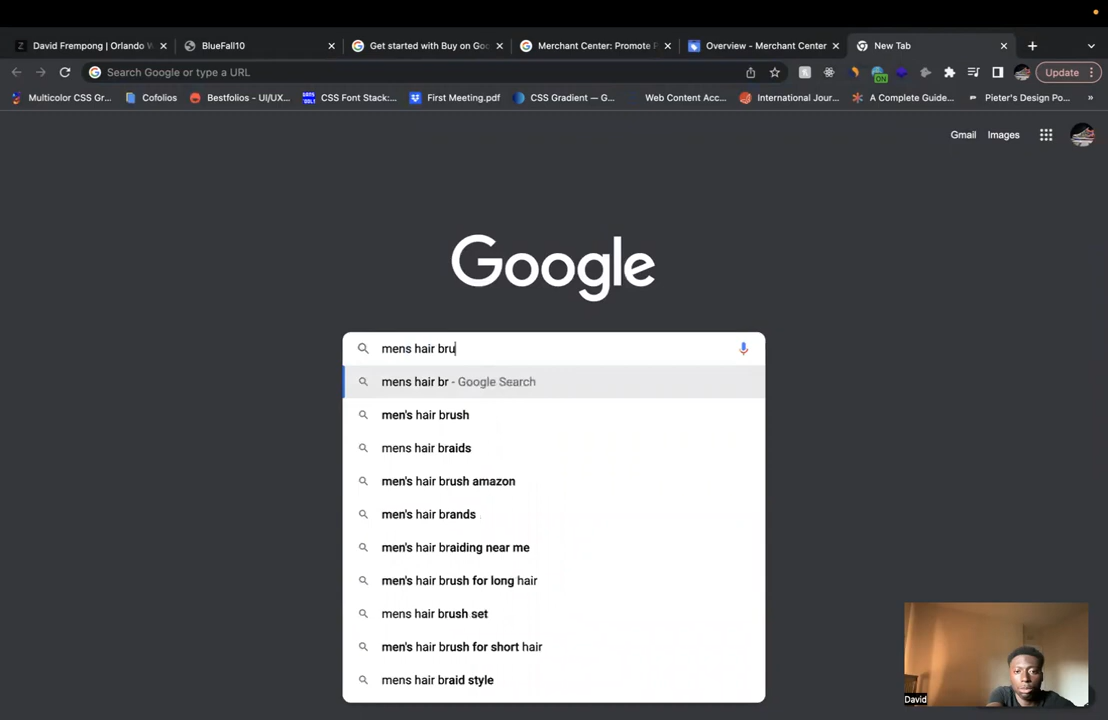 David Frempong | Orlando W
BlueFall10
Get started with Buy on Goo
Merchant Center: Promote P
Overview - Merchant Center
New Tab
Search Google or type a URL
ON
Update
Multicolor CSS Gr...
Cofolios
Bestfolios - UI/UX...
CSS Font Stack:...
First Meeting.pdf
CSS Gradient — G...
Web Content Acc...
International Jour...
A Complete Guide...
Pieter's Design Po...
»
Gmail
Images
Google
mens hair bru
mens hair br - Google Search
men's hair brush
mens hair braids
men's hair brush amazon
men's hair brands
men's hair braiding near me
men's hair brush for long hair
mens hair brush set
men's hair brush for short hair
mens hair braid style
David